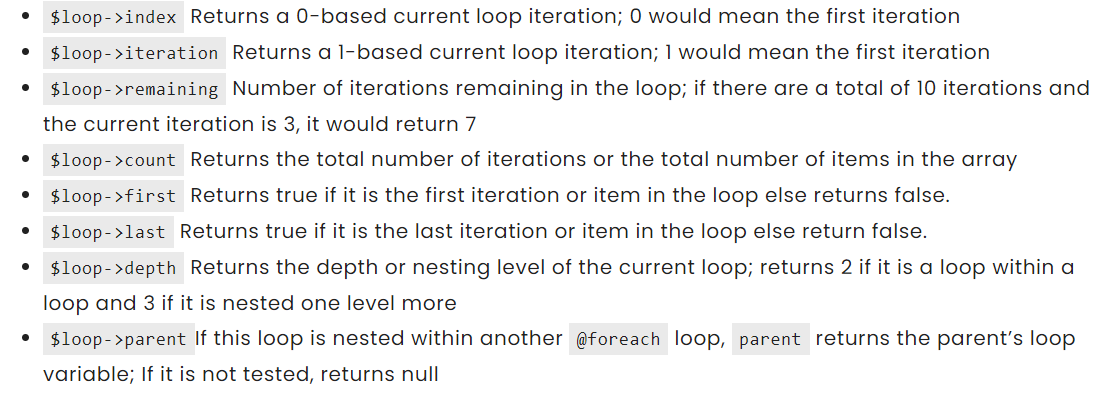 • $loop->index Returns a 0-based current loop iteration; 0 would mean the first iteration
• $loop->iteration Returns a 1-based current loop iteration; 1 would mean the first iteration
• $loop->remaining Number of iterations remaining in the loop; if there are a total of 10 iterations and
the current iteration is 3, it would return 7
• $loop->count Returns the total number of iterations or the total number of items in the array
• $loop->first Returns true if it is the first iteration or item in the loop else returns false.
• $loop->last Returns true if it is the last iteration or item in the loop else return false.
• $loop->depth Returns the depth or nesting level of the current loop; returns 2 if it is a loop within a
loop and 3 if it is nested one level more
• $loop->parent If this loop is nested within another @foreach loop, parent returns the parent’s loop
variable; If it is not tested, returns null